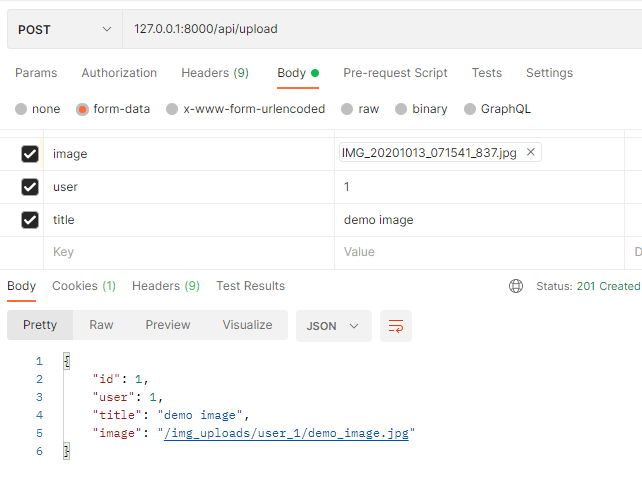 POST 127.0.0.1:8000/api/upload
Params Authorization Headers (9) Body Pre-request Script Tests Settings
none form-data x-www-form-urlencoded raw binary GraphQL
image IMG_20201013_071541_837.jpg
user 1
title demo image
Key Value D
Body Cookies (1) Headers (9) Test Results Status: 201 Created
Pretty Raw Preview Visualize JSON
1 {
2 "id": 1,
3 "user": 1,
4 "title": "demo image",
5 "image": "/img_uploads/user_1/demo_image.jpg"
6 }